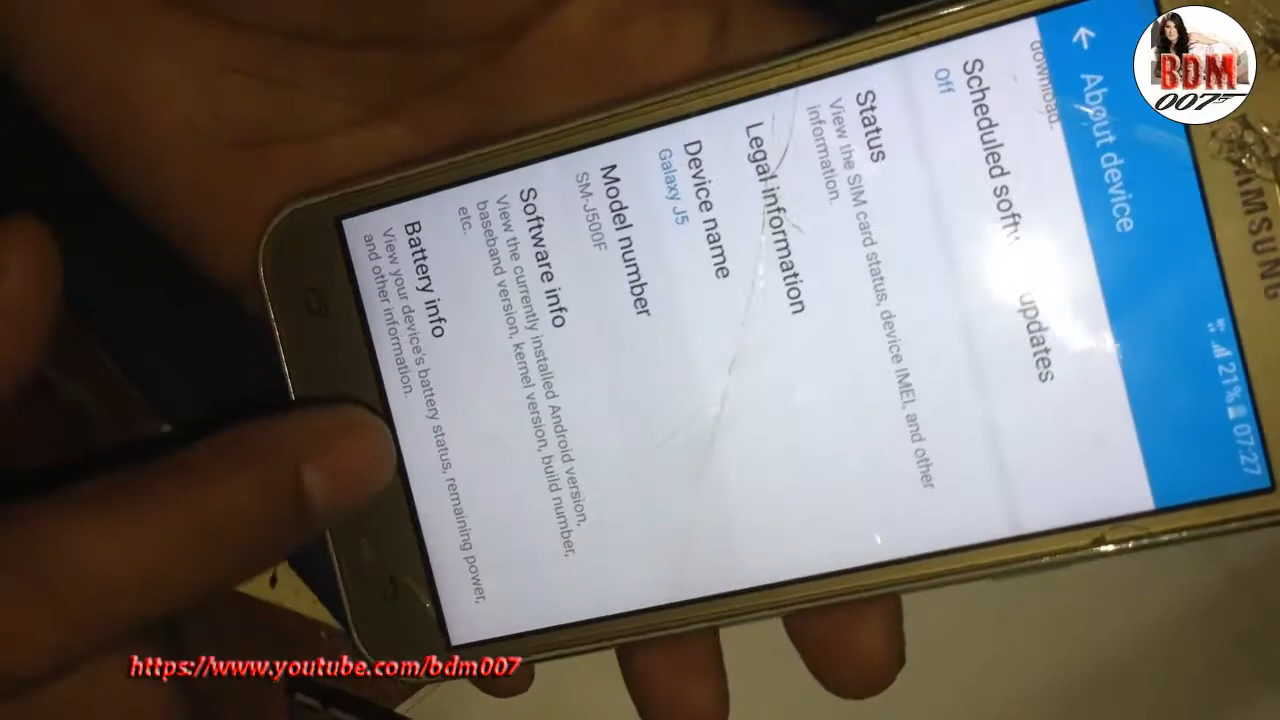 21% 07:27
About device
download.
Scheduled softw updates
Off
Status
View the SIM card status, device IMEI, and other
information.
Legal information
Device name
Galaxy J5
Model number
SM-J500F
Software info
View the currently installed Android version,
baseband version, kernel version, build number,
etc.
Battery info
View your device's battery status, remaining power,
and other information.
SAMSUNG
BDM
007
https://www.youtube.com/bdm007